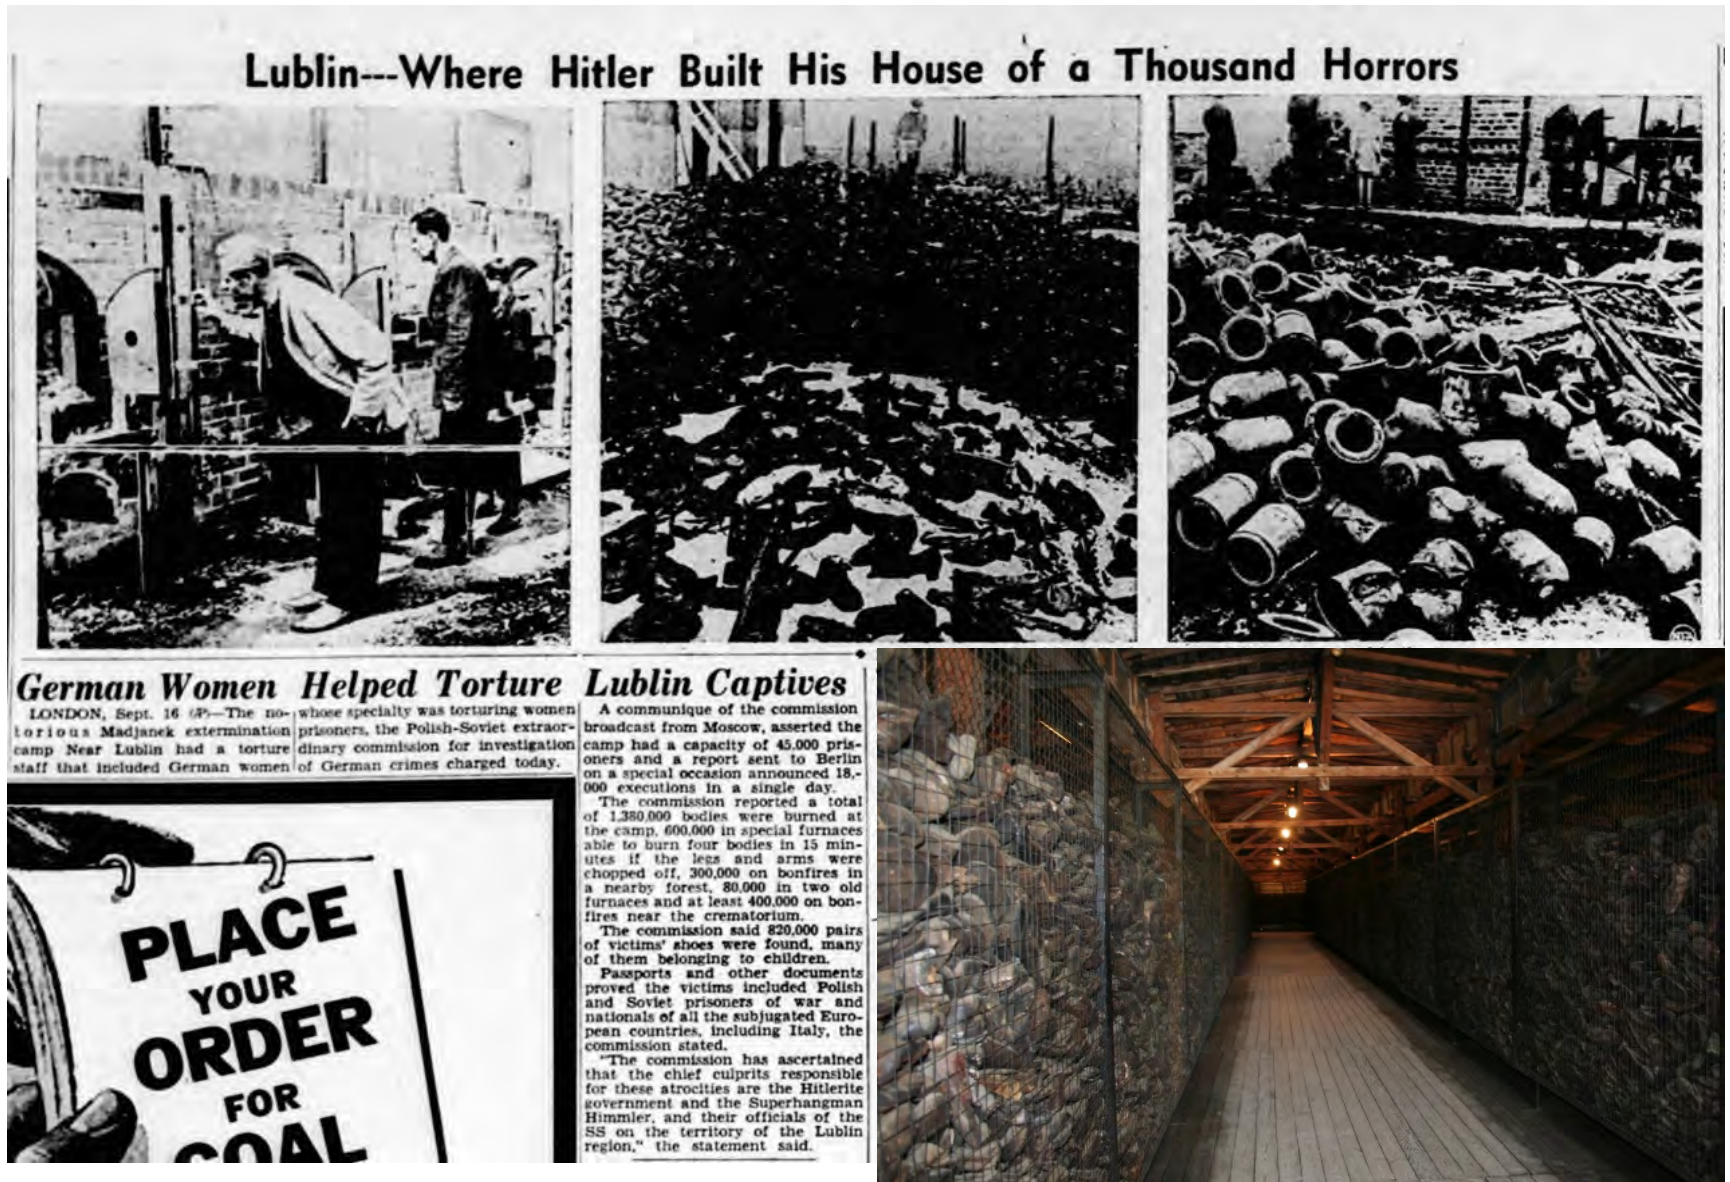 Lublin---Where Hitler Built His House of a Thousand Horrors
German Women Helped Torture Lublin Captives
LONDON, Sept. 16 (AP)—The no-
torious Madjanek extermination
camp Near Lublin had a torture
staff that included German women
whose specialty was torturing women
prisoners, the Polish-Soviet extraor-
dinary commission for investigation
of German crimes charged today.
A communique of the commission
broadcast from Moscow, asserted the
camp had a capacity of 45,000 pris-
oners and a report sent to Berlin
on a special occasion announced 18,-
000 executions in a single day.
The commission reported a total
of 1,380,000 bodies were burned at
the camp, 600,000 in special furnaces
able to burn four bodies in 15 min-
utes if the legs and arms were
chopped off, 300,000 on bonfires in
a nearby forest, 80,000 in two old
furnaces and at least 400,000 on bon-
fires near the crematorium.
The commission said 820,000 pairs
of victims' shoes were found, many
of them belonging to children.
Passports and other documents
proved the victims included Polish
and Soviet prisoners of war and
nationals of all the subjugated Euro-
pean countries, including Italy, the
commission stated.
"The commission has ascertained
that the chief culprits responsible
for these atrocities are the Hitlerite
government and the Superhangman
Himmler, and their officials of the
SS on the territory of the Lublin
region," the statement said.
PLACE
YOUR
ORDER
FOR
COAL